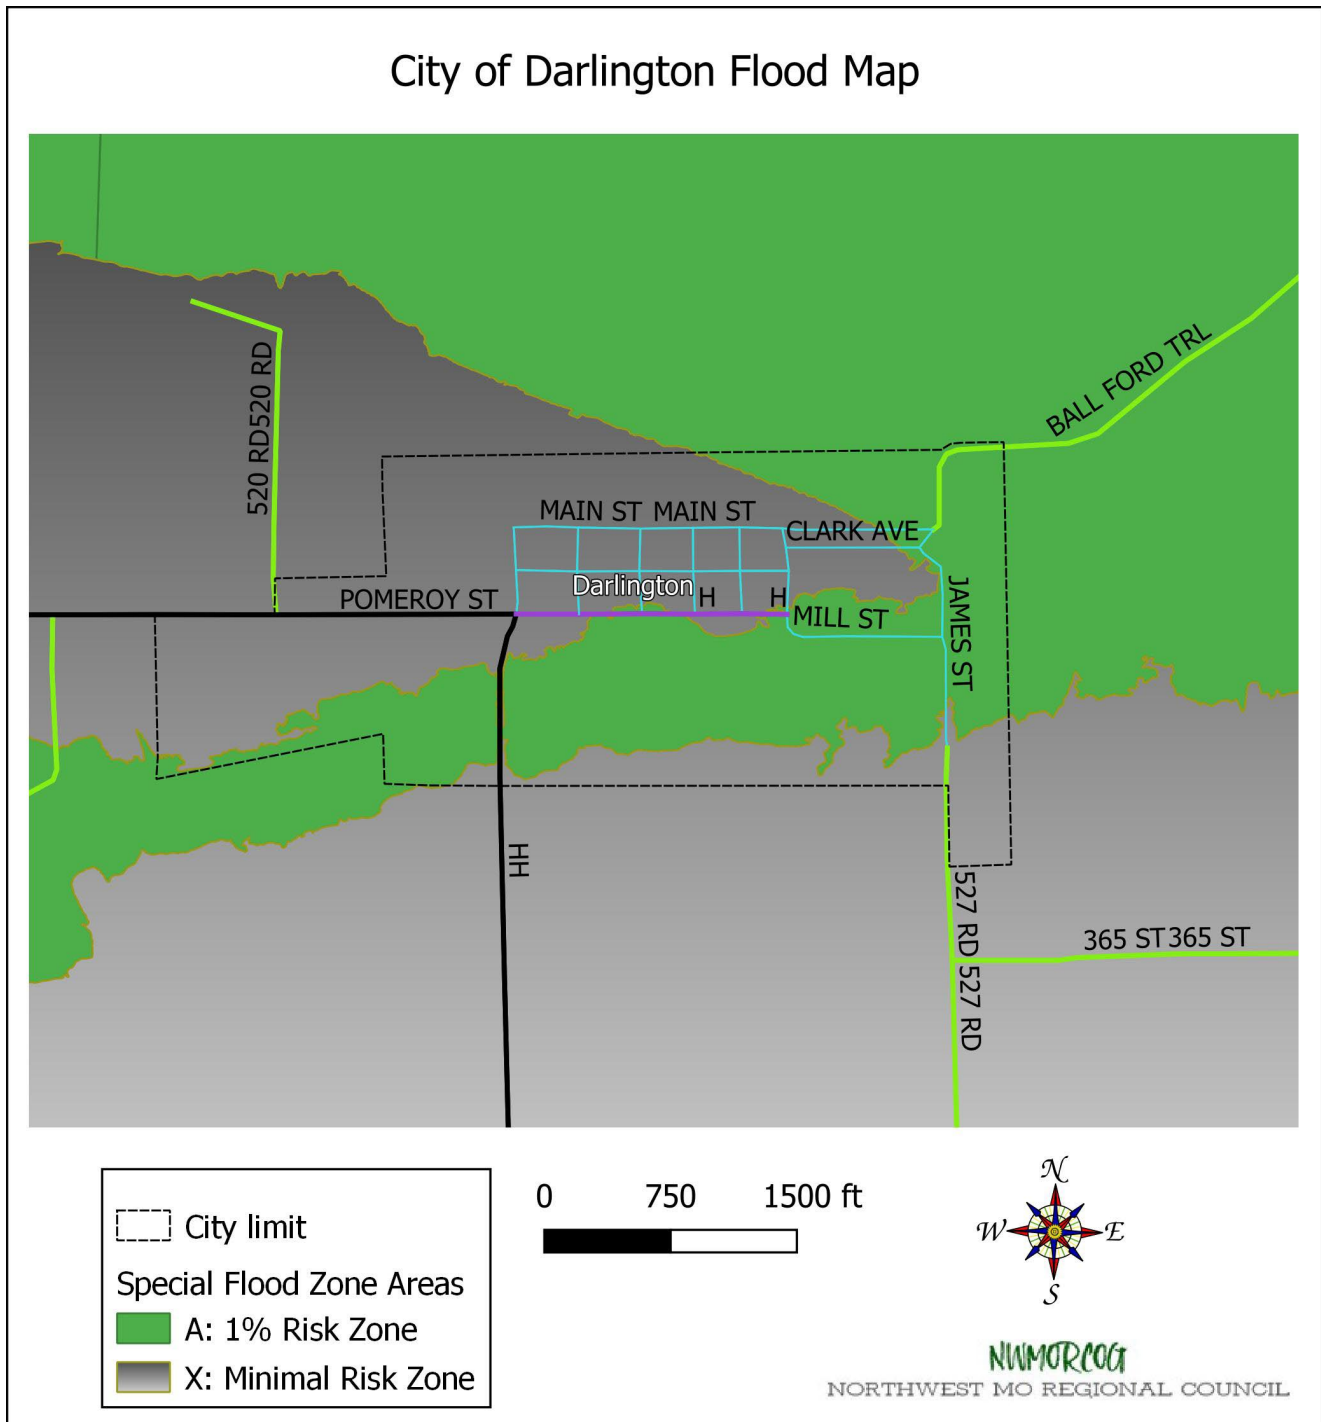 City of Darlington Flood Map
BALL FORD TRL
520 RD520 RD
MAIN ST MAIN ST
CLARK AVE
Darlington
POMEROY ST
H
H
MILL ST
JAMES ST
HH
527 RD 527 RD
365 ST365 ST
0 750 1500 ft
City limit
Special Flood Zone Areas
A: 1% Risk Zone
X: Minimal Risk Zone
N
W
E
S
NWMORCOG
NORTHWEST MO REGIONAL COUNCIL